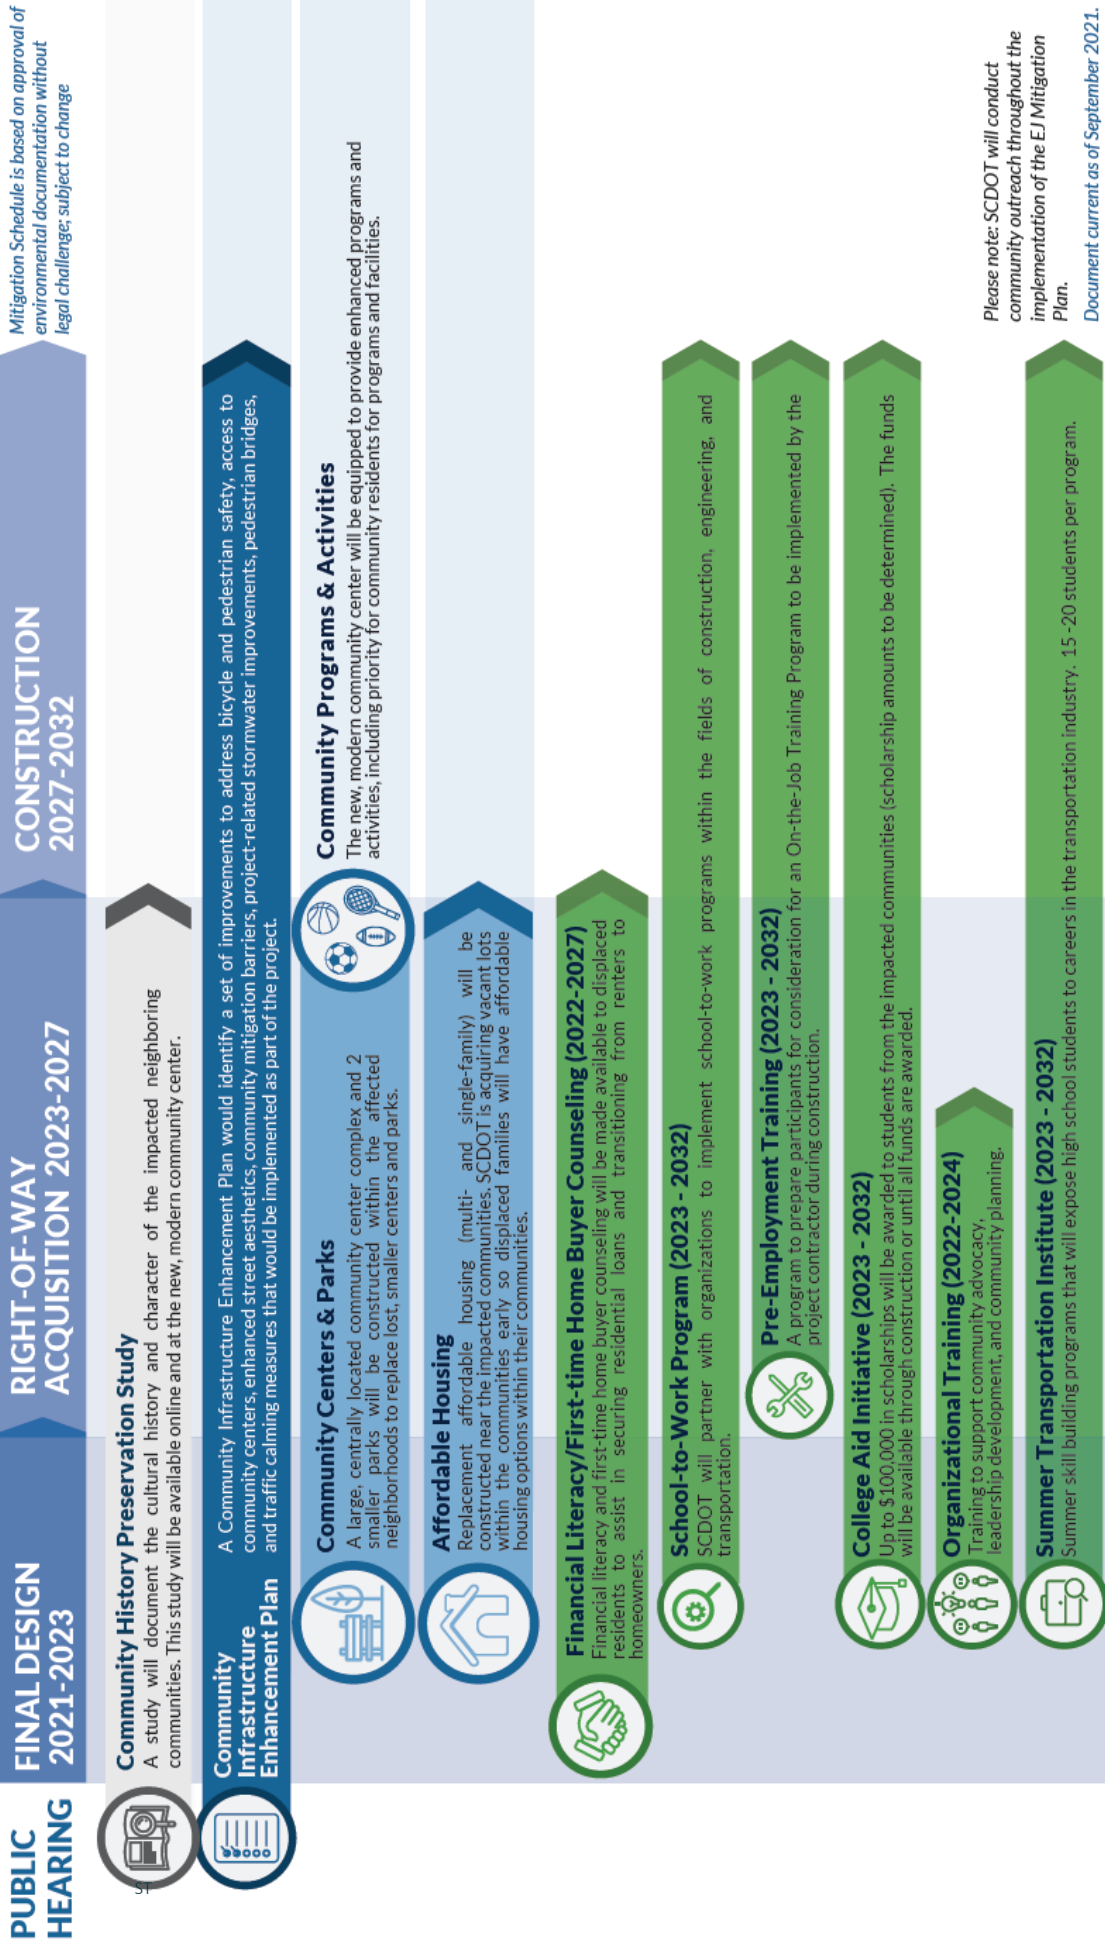 PUBLIC
HEARING
FINAL DESIGN
2021-2023
RIGHT-OF-WAY
ACQUISITION 2023-2027
CONSTRUCTION
2027-2032
Mitigation Schedule is based on approval of
environmental documentation without
legal challenge; subject to change
Community History Preservation Study
A study will document the cultural history and character of the impacted neighboring
communities. This study will be available online and at the new, modern community center.
ST
Community
Infrastructure
Enhancement Plan
A Community Infrastructure Enhancement Plan would identify a set of improvements to address bicycle and pedestrian safety, access to
community centers, enhanced street aesthetics, community mitigation barriers, project-related stormwater improvements, pedestrian bridges,
and traffic calming measures that would be implemented as part of the project.
Community Centers & Parks
A large, centrally located community center complex and 2
smaller parks will be constructed within the affected
neighborhoods to replace lost, smaller centers and parks.
Community Programs & Activities
The new, modern community center will be equipped to provide enhanced programs and
activities, including priority for community residents for programs and facilities.
Affordable Housing
Replacement affordable housing (multi- and single-family) will be
constructed near the impacted communities. SCDOT is acquiring vacant lots
within the communities early so displaced families will have affordable
housing options within their communities.
Financial Literacy/First-time Home Buyer Counseling (2022-2027)
Financial literacy and first-time home buyer counseling will be made available to displaced
residents to assist in securing residential loans and transitioning from renters to
homeowners.
School-to-Work Program (2023 - 2032)
SCDOT will partner with organizations to implement school-to-work programs within the fields of construction, engineering, and
transportation.
Pre-Employment Training (2023 - 2032)
A program to prepare participants for consideration for an On-the-Job Training Program to be implemented by the
project contractor during construction.
College Aid Initiative (2023 - 2032)
Up to $100,000 in scholarships will be awarded to students from the impacted communities (scholarship amounts to be determined). The funds
will be available through construction or until all funds are awarded.
Organizational Training (2022-2024)
Training to support community advocacy,
leadership development, and community planning.
Summer Transportation Institute (2023 - 2032)
Summer skill building programs that will expose high school students to careers in the transportation industry. 15 -20 students per program.
Please note: SCDOT will conduct
community outreach throughout the
implementation of the EJ Mitigation
Plan.
Document current as of September 2021.